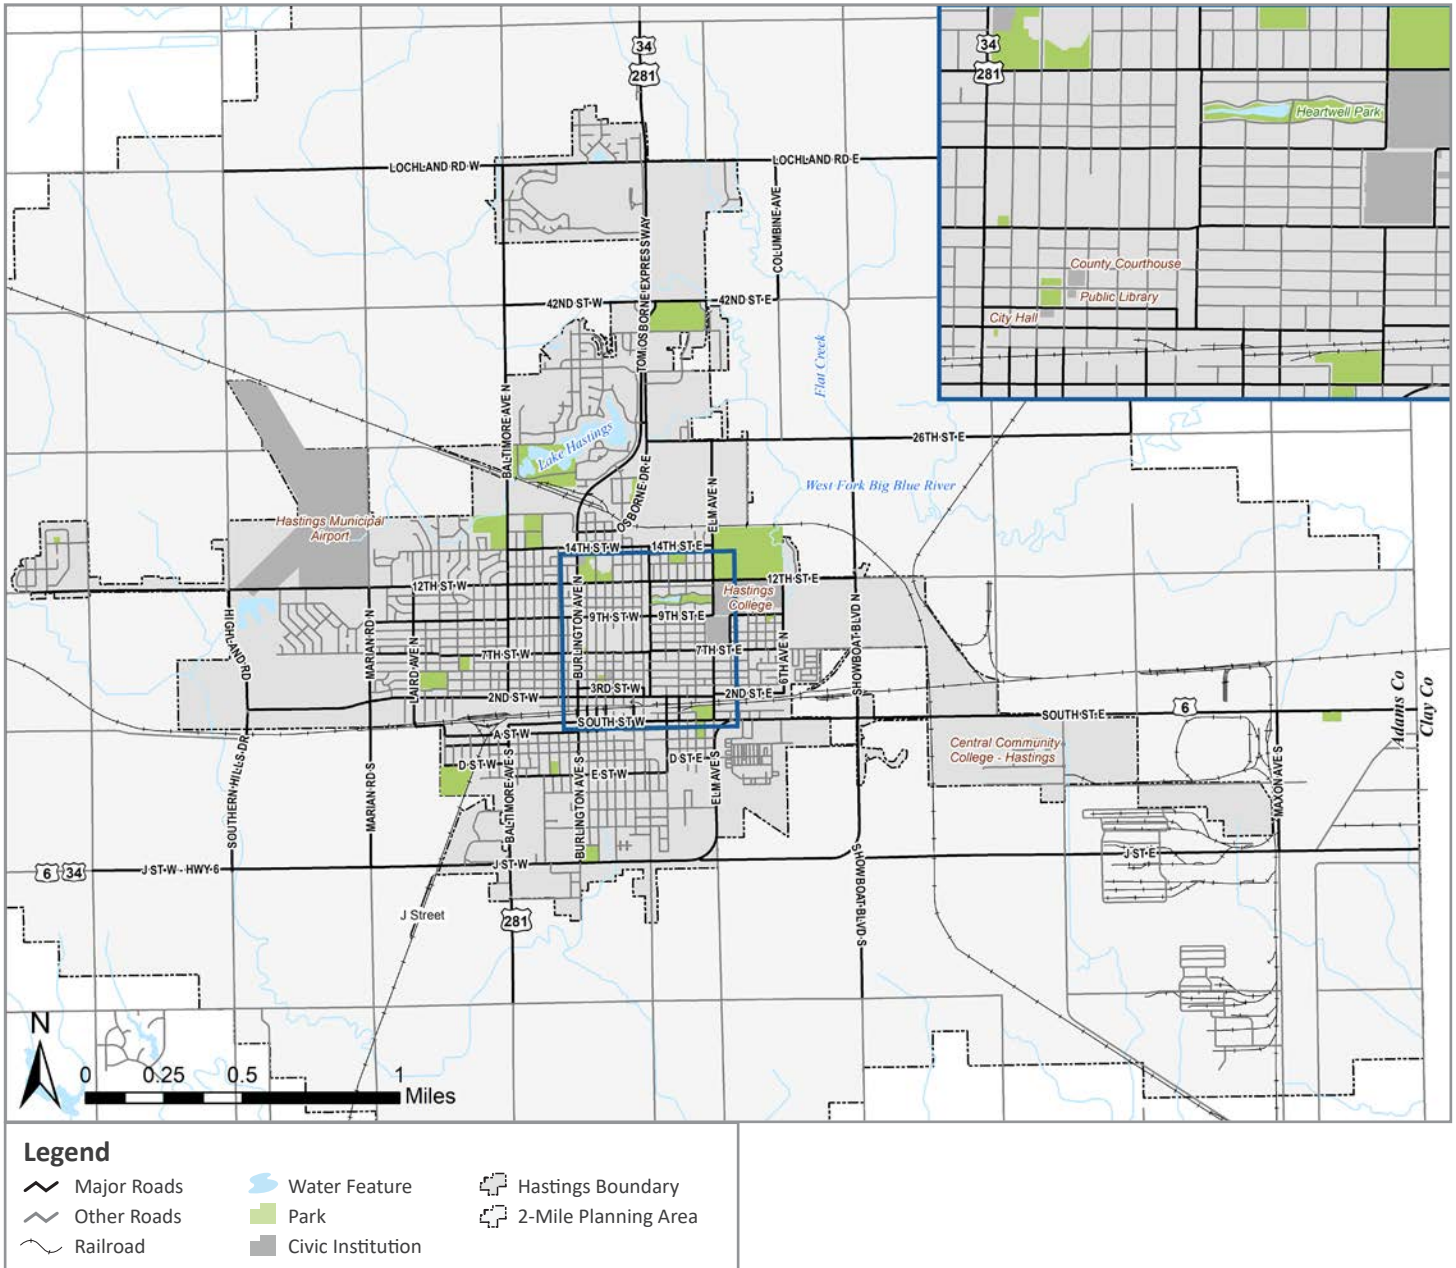 34
281
34
281
Heartwell Park
County Courthouse
Public Library
City Hall
LOCHLAND RD W
LOCHLAND RD E
COLUMBINE AVE
TOM OSBORNE EXPRESSWAY
42ND ST W
42ND ST E
Flat Creek
BALTIMORE AVE N
Lake Hastings
26TH ST E
West Fork Big Blue River
OSBORNE DR E
ELM AVE N
Hastings Municipal
Airport
14TH ST W
14TH ST E
12TH ST W
12TH ST E
Hastings
College
BURLINGTON AVE N
9TH ST W
9TH ST E
HIGHLAND RD
MARIAN RD N
LAIRD AVE N
7TH ST W
7TH ST E
6TH AVE N
SHOWBOAT BLVD N
2ND ST W
3RD ST W
2ND ST E
SOUTH ST W
SOUTH ST E
6
Adams Co
Clay Co
A ST W
Central Community
College - Hastings
D ST W
D ST E
E ST W
SOUTHERN HILLS DR
MARIAN RD S
BALTIMORE AVE S
BURLINGTON AVE S
ELM AVE S
MAXON AVE S
6
34
J ST W - HWY 6
J ST W
J ST E
SHOWBOAT BLVD S
J Street
281
N
0
0.25
0.5
1
Miles
Legend
Major Roads
Other Roads
Railroad
Water Feature
Park
Civic Institution
Hastings Boundary
2-Mile Planning Area